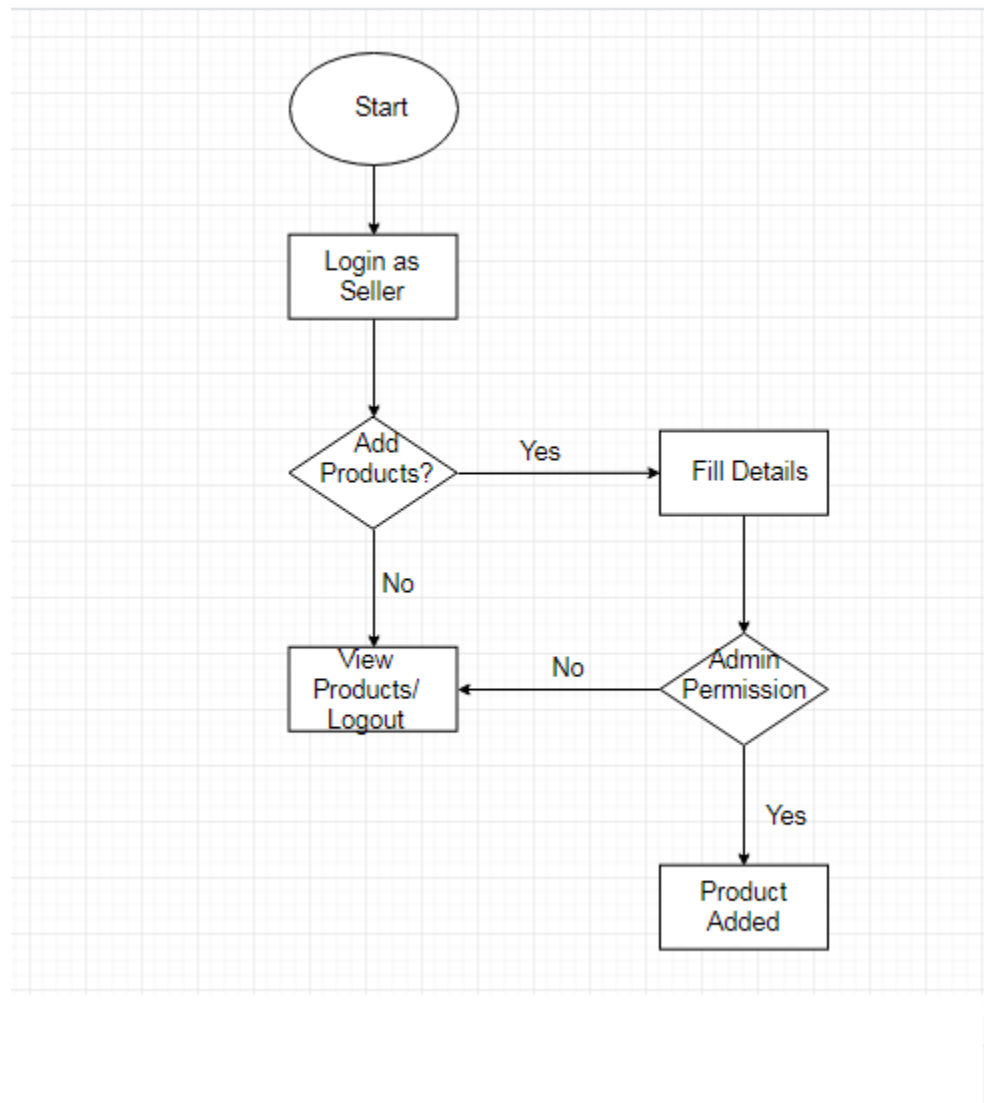 Start
Login as
Seller
Add
Products?
Yes
Fill Details
No
View
Products/
Logout
No
Admin
Permission
Yes
Product
Added